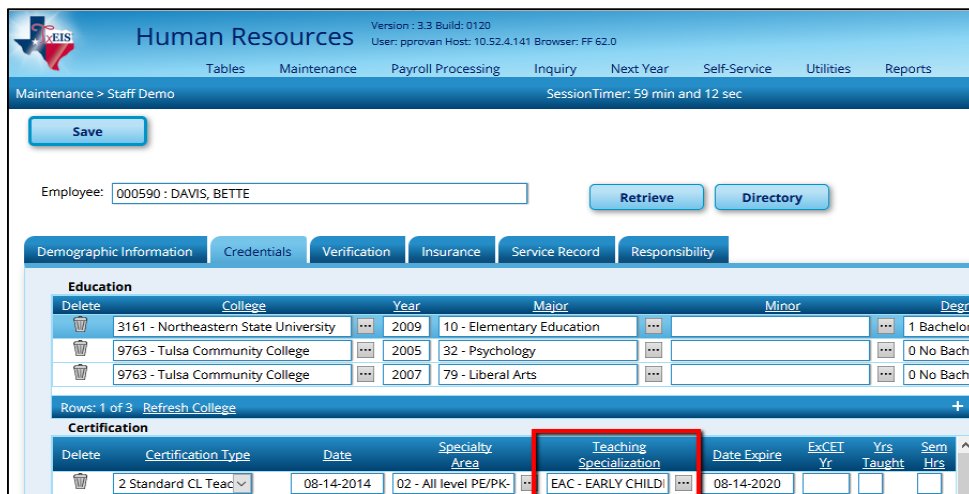 TxEIS
Human Resources
Version : 3.3 Build: 0120
User: pprovan Host: 10.52.4.141 Browser: FF 62.0
Tables Maintenance Payroll Processing Inquiry Next Year Self-Service Utilities Reports
Maintenance > Staff Demo SessionTimer: 59 min and 12 sec
Save
Employee: 000590 : DAVIS, BETTE Retrieve Directory
Demographic Information Credentials Verification Insurance Service Record Responsibility
Education
Delete College Year Major Minor Degr
3161 - Northeastern State University ... 2009 10 - Elementary Education ... ... 1 Bachelo
9763 - Tulsa Community College ... 2005 32 - Psychology ... ... 0 No Bach
9763 - Tulsa Community College ... 2007 79 - Liberal Arts ... ... 0 No Bach
Rows: 1 of 3 Refresh College +
Certification
Delete Certification Type Date Specialty Area Teaching Specialization Date Expire ExCET Yr Yrs Taught Sem Hrs
2 Standard CL Teac 08-14-2014 02 - All level PE/PK- ... EAC - EARLY CHILD ... 08-14-2020